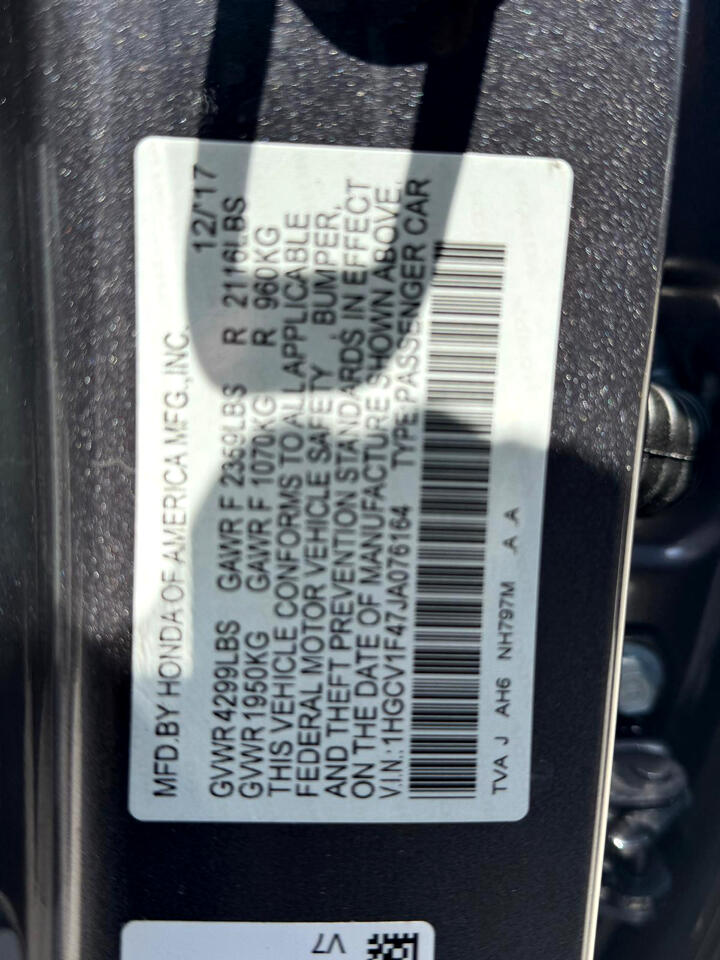 MFD.BY HONDA OF AMERICA MFG.,INC. 12/'17
GVWR 4299LBS GAWR F 2359LBS R 2116LBS
GVWR 1950KG GAWR F 1070KG R 960KG
THIS VEHICLE CONFORMS TO ALL APPLICABLE
FEDERAL MOTOR VEHICLE SAFETY BUMPER,
AND THEFT PREVENTION STANDARDS IN EFFECT
ON THE DATE OF MANUFACTURE SHOWN ABOVE.
V.I.N.:1HGCV1F47JA076164 TYPE:PASSENGER CAR
TVA J AH6 NH797M .A .A
V7